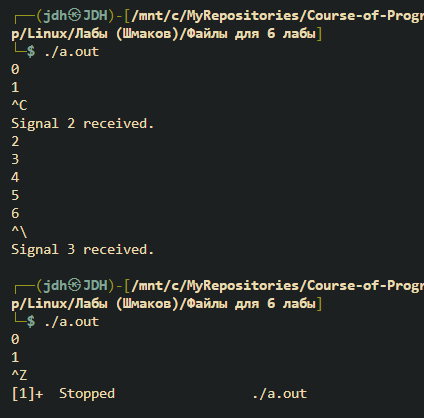 ┌──(jdh㉿JDH)-[/mnt/c/MyRepositories/Course-of-Progr
p/Linux/Лабы (Шмаков)/Файлы для 6 лабы]
└─$ ./a.out
0
1
^C
Signal 2 received.
2
3
4
5
6
^\
Signal 3 received.
┌──(jdh㉿JDH)-[/mnt/c/MyRepositories/Course-of-Progr
p/Linux/Лабы (Шмаков)/Файлы для 6 лабы]
└─$ ./a.out
0
1
^Z
[1]+  Stopped                 ./a.out